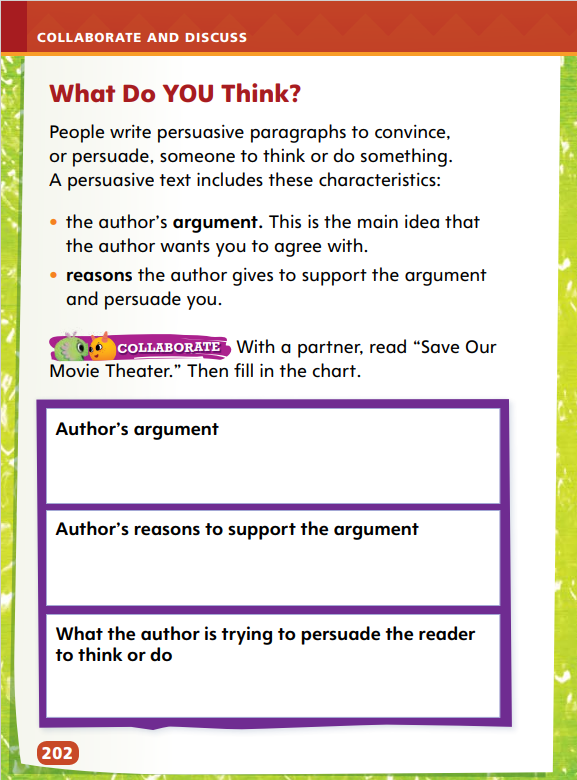 COLLABORATE AND DISCUSS
What Do YOU Think?
People write persuasive paragraphs to convince,
or persuade, someone to think or do something.
A persuasive text includes these characteristics:
• the author’s argument. This is the main idea that
the author wants you to agree with.
• reasons the author gives to support the argument
and persuade you.
COLLABORATE With a partner, read “Save Our
Movie Theater.” Then fill in the chart.
Author’s argument
Author’s reasons to support the argument
What the author is trying to persuade the reader
to think or do
202